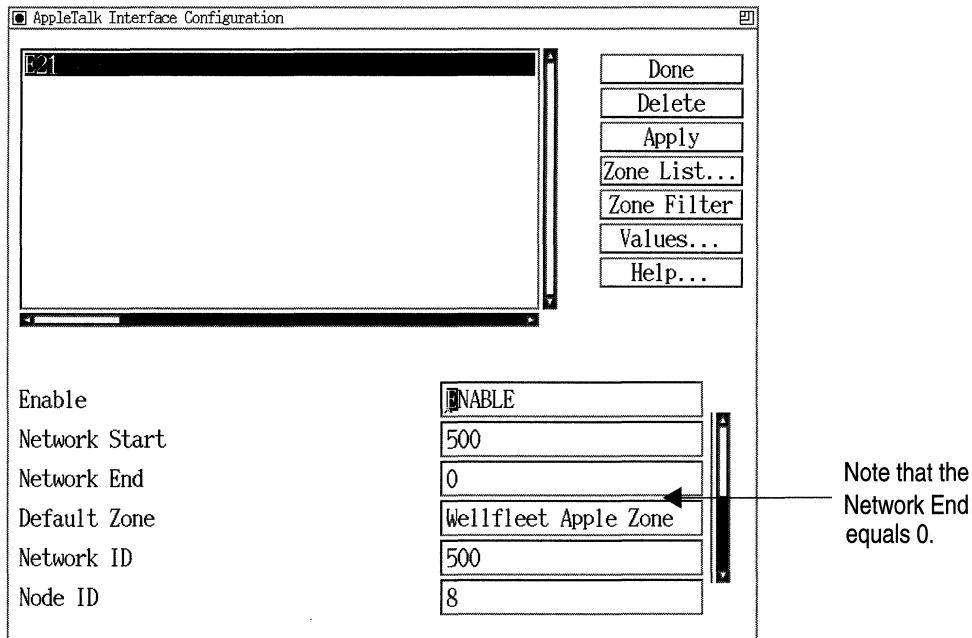 AppleTalk Interface Configuration
E21
Done
Delete
Apply
Zone List...
Zone Filter
Values...
Help...
Enable
ENABLE
Network Start
500
Network End
0
Default Zone
Wellfleet Apple Zone
Network ID
500
Node ID
8
Note that the
Network End
equals 0.